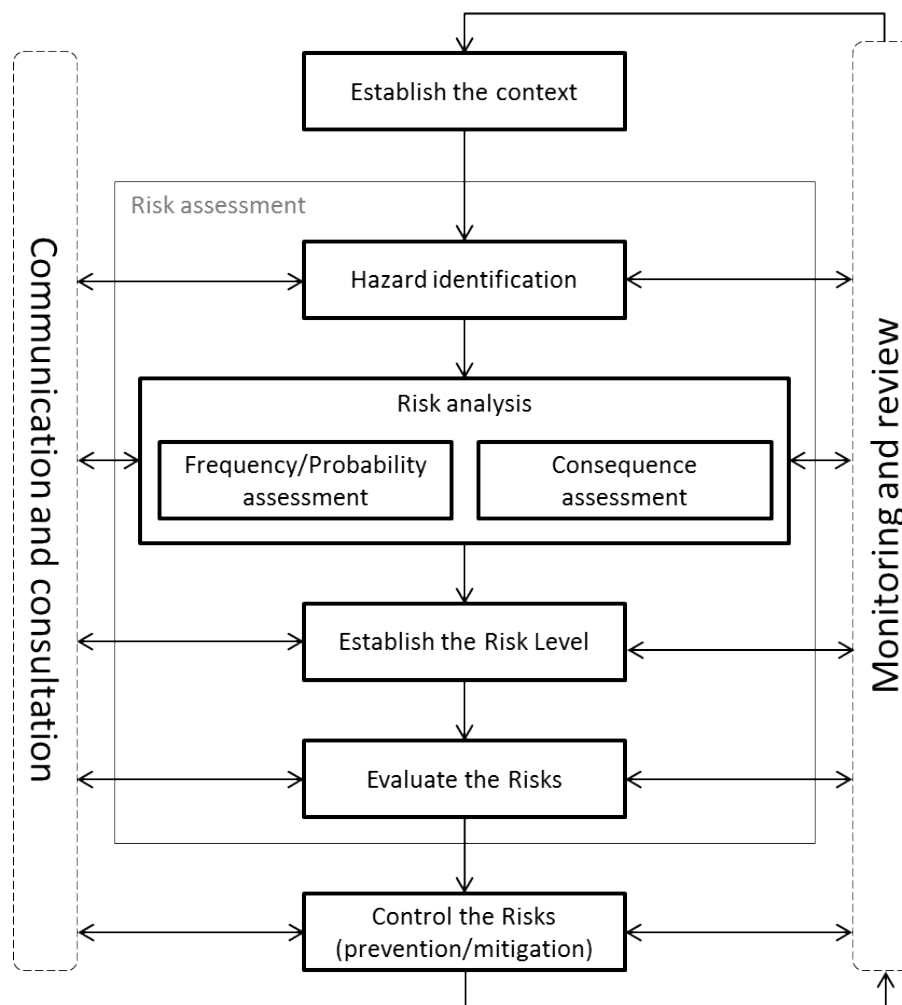 Establish the context
Risk assessment
Hazard identification
Risk analysis
Frequency/Probability
assessment
Consequence
assessment
Establish the Risk Level
Evaluate the Risks
Control the Risks
(prevention/mitigation)
Communication and consultation
Monitoring and review